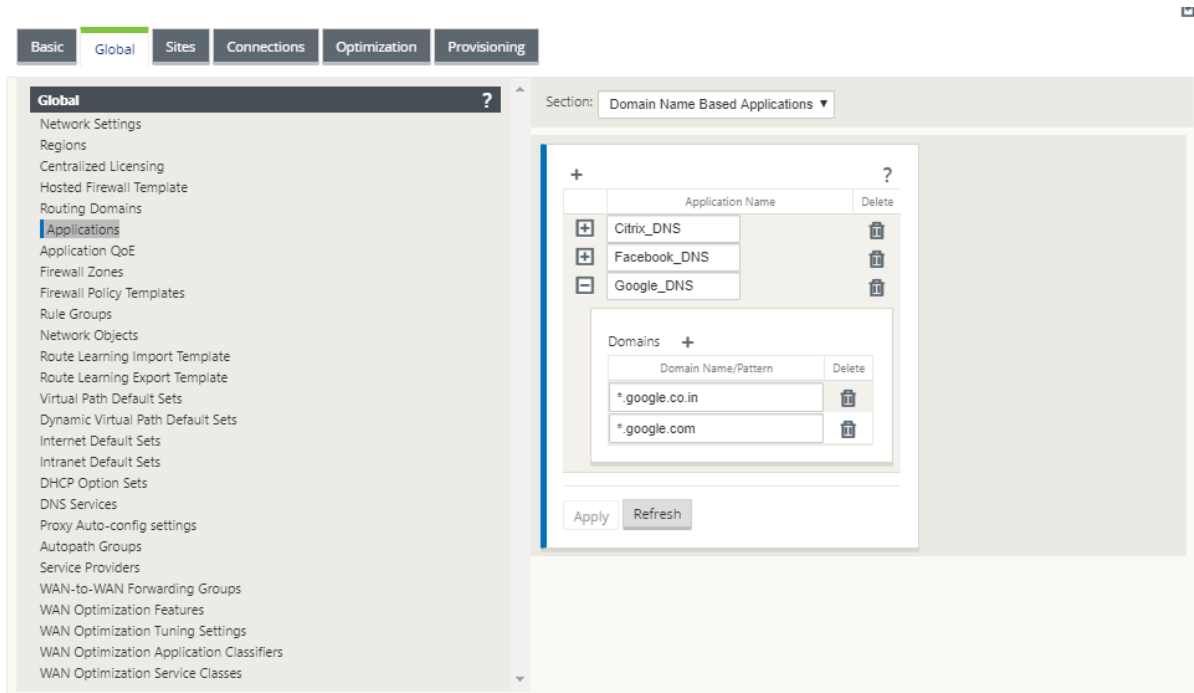 Basic Global Sites Connections Optimization Provisioning
Global ?
Network Settings
Regions
Centralized Licensing
Hosted Firewall Template
Routing Domains
Applications
Application QoE
Firewall Zones
Firewall Policy Templates
Rule Groups
Network Objects
Route Learning Import Template
Route Learning Export Template
Virtual Path Default Sets
Dynamic Virtual Path Default Sets
Internet Default Sets
Intranet Default Sets
DHCP Option Sets
DNS Services
Proxy Auto-config settings
Autopath Groups
Service Providers
WAN-to-WAN Forwarding Groups
WAN Optimization Features
WAN Optimization Tuning Settings
WAN Optimization Application Classifiers
WAN Optimization Service Classes
Section: Domain Name Based Applications ▼
+ ?
Application Name Delete
Citrix_DNS
Facebook_DNS
Google_DNS
Domains +
Domain Name/Pattern Delete
*.google.co.in
*.google.com
Apply Refresh